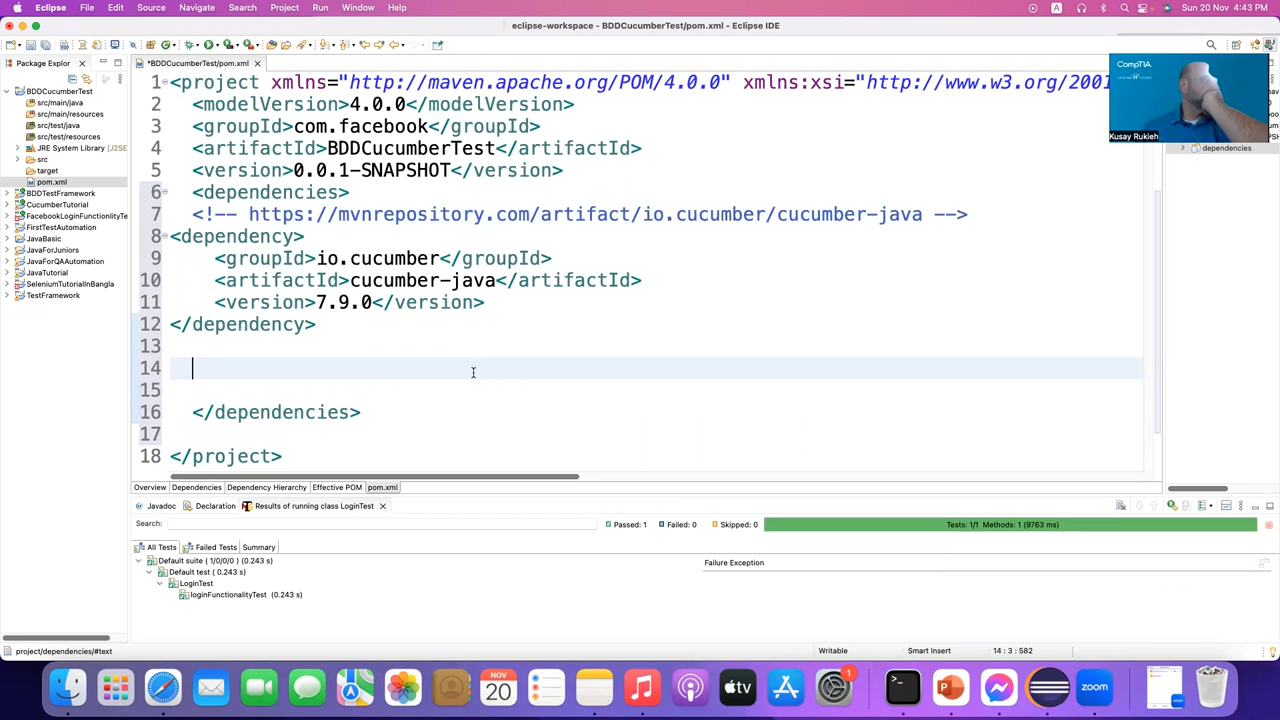 Eclipse File Edit Source Refactor Navigate Search Project Run Window Help
Sun 20 Nov 4:43 PM
eclipse-workspace - BDDCucumberTest/pom.xml - Eclipse IDE
Package Explor
*BDDCucumberTest/pom.xml
BDDCucumberTest
src/main/java
src/main/resources
src/test/java
src/test/resources
JRE System Library [J2SE
src
target
pom.xml
BDDTestFramework
CucumberTutorial
FacebookLoginFunctionlityTe
FirstTestAutomation
JavaBasic
JavaForJuniors
JavaForQAAutomation
JavaTutorial
SeleniumTutorialInBangla
TestFramework
1 <project xmlns="http://maven.apache.org/POM/4.0.0" xmlns:xsi="http://www.w3.org/2001
2 <modelVersion>4.0.0</modelVersion>
3 <groupId>com.facebook</groupId>
4 <artifactId>BDDCucumberTest</artifactId>
5 <version>0.0.1-SNAPSHOT</version>
6 <dependencies>
7 <!-- https://mvnrepository.com/artifact/io.cucumber/cucumber-java -->
8 <dependency>
9 <groupId>io.cucumber</groupId>
10 <artifactId>cucumber-java</artifactId>
11 <version>7.9.0</version>
12 </dependency>
13
14
15
16 </dependencies>
17
18 </project>
CompTIA
Kusay Rukieh
dependencies
Overview Dependencies Dependency Hierarchy Effective POM pom.xml
Javadoc Declaration Results of running class LoginTest
Search: Passed: 1 Failed: 0 Skipped: 0 Tests: 1/1 Methods: 1 (9763 ms)
All Tests Failed Tests Summary
Default suite ( 1/0/0/0 ) (0.243 s)
Default test ( 0.243 s)
LoginTest
loginFunctionalityTest (0.243 s)
Failure Exception
project/dependencies/#text
Writable Smart Insert 14 : 3 : 582
NOV
20
tv
1
zoom